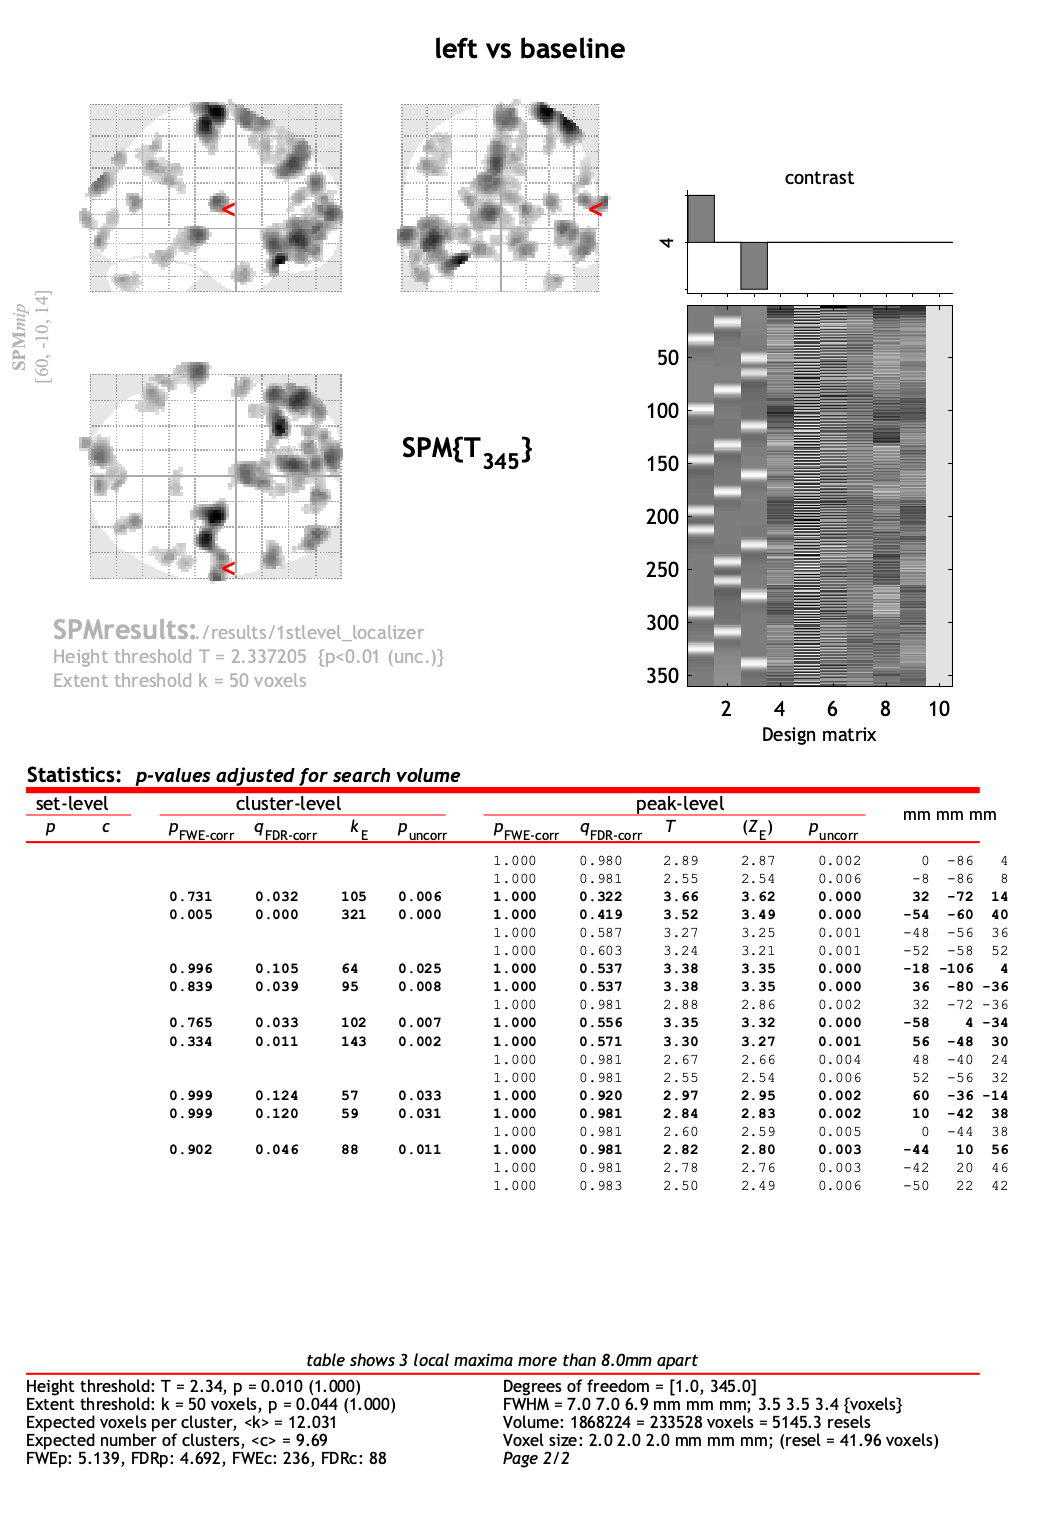 left vs baseline
contrast
4
SPMmip
[60, -10, 14]
<
<
<
SPM{T345}
50
100
150
200
250
300
350
2 4 6 8 10
Design matrix
SPMresults:./results/1stlevel_localizer
Height threshold T = 2.337205 {p<0.01 (unc.)}
Extent threshold k = 50 voxels
Statistics: p-values adjusted for search volume
set-level cluster-level peak-level mm mm mm
p c pFWE-corr qFDR-corr kE puncorr pFWE-corr qFDR-corr T (ZE) puncorr
1.000 0.980 2.89 2.87 0.002 0 -86 4
1.000 0.981 2.55 2.54 0.006 -8 -86 8
0.731 0.032 105 0.006 1.000 0.322 3.66 3.62 0.000 32 -72 14
0.005 0.000 321 0.000 1.000 0.419 3.52 3.49 0.000 -54 -60 40
1.000 0.587 3.27 3.25 0.001 -48 -56 36
1.000 0.603 3.24 3.21 0.001 -52 -58 52
0.996 0.105 64 0.025 1.000 0.537 3.38 3.35 0.000 -18 -106 4
0.839 0.039 95 0.008 1.000 0.537 3.38 3.35 0.000 36 -80 -36
1.000 0.981 2.88 2.86 0.002 32 -72 -36
0.765 0.033 102 0.007 1.000 0.556 3.35 3.32 0.000 -58 4 -34
0.334 0.011 143 0.002 1.000 0.571 3.30 3.27 0.001 56 -48 30
1.000 0.981 2.67 2.66 0.004 48 -40 24
1.000 0.981 2.55 2.54 0.006 52 -56 32
0.999 0.124 57 0.033 1.000 0.920 2.97 2.95 0.002 60 -36 -14
0.999 0.120 59 0.031 1.000 0.981 2.84 2.83 0.002 10 -42 38
1.000 0.981 2.60 2.59 0.005 0 -44 38
0.902 0.046 88 0.011 1.000 0.981 2.82 2.80 0.003 -44 10 56
1.000 0.981 2.78 2.76 0.003 -42 20 46
1.000 0.983 2.50 2.49 0.006 -50 22 42
table shows 3 local maxima more than 8.0mm apart
Height threshold: T = 2.34, p = 0.010 (1.000)
Extent threshold: k = 50 voxels, p = 0.044 (1.000)
Expected voxels per cluster, <k> = 12.031
Expected number of clusters, <c> = 9.69
FWEp: 5.139, FDRp: 4.692, FWEc: 236, FDRc: 88
Degrees of freedom = [1.0, 345.0]
FWHM = 7.0 7.0 6.9 mm mm mm; 3.5 3.5 3.4 {voxels}
Volume: 1868224 = 233528 voxels = 5145.3 resels
Voxel size: 2.0 2.0 2.0 mm mm mm; (resel = 41.96 voxels)
Page 2/2